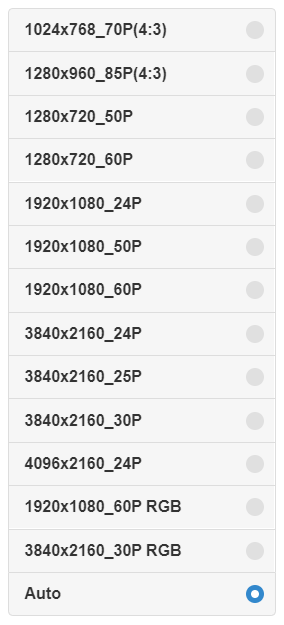 1024x768_70P(4:3)
1280x960_85P(4:3)
1280x720_50P
1280x720_60P
1920x1080_24P
1920x1080_50P
1920x1080_60P
3840x2160_24P
3840x2160_25P
3840x2160_30P
4096x2160_24P
1920x1080_60P RGB
3840x2160_30P RGB
Auto